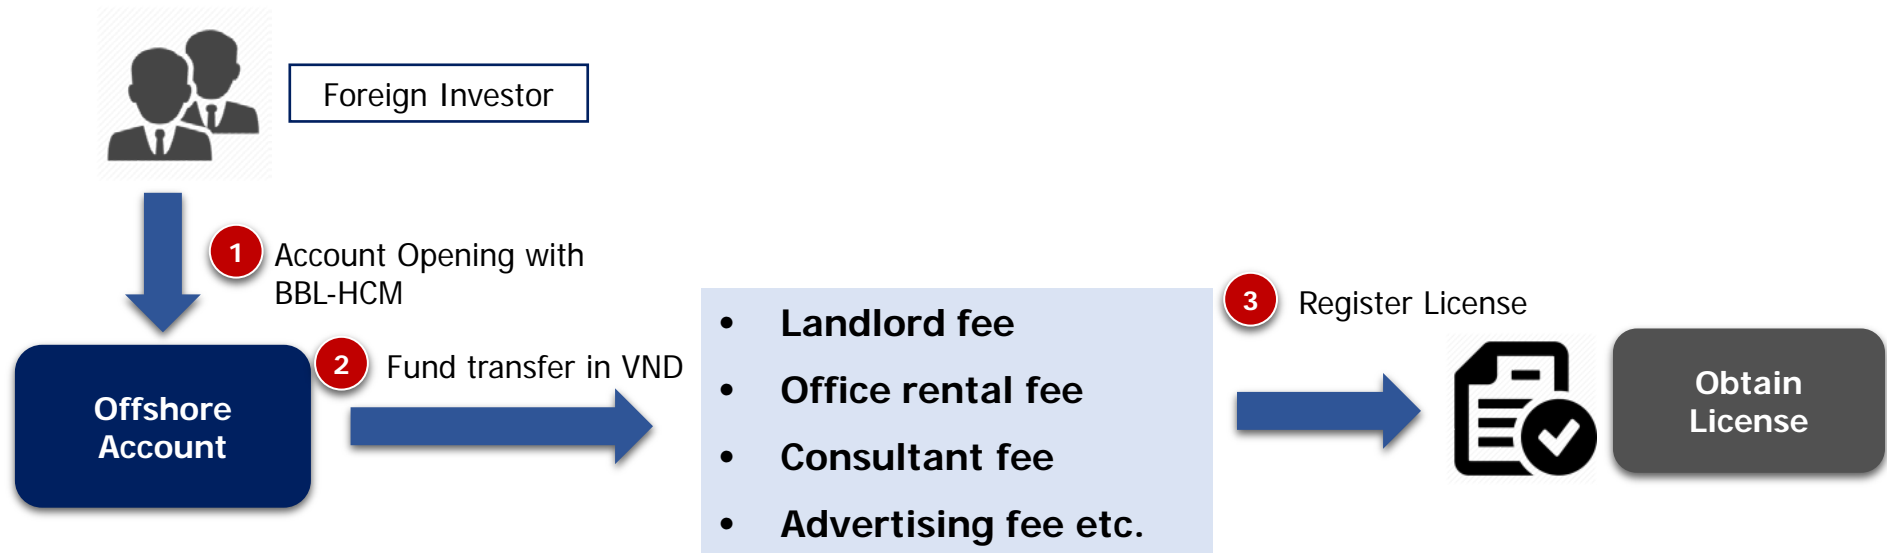 Foreign Investor
1
Account Opening with
BBL-HCM
Offshore
Account
2
Fund transfer in VND
• Landlord fee
• Office rental fee
• Consultant fee
• Advertising fee etc.
3
Register License
Obtain
License